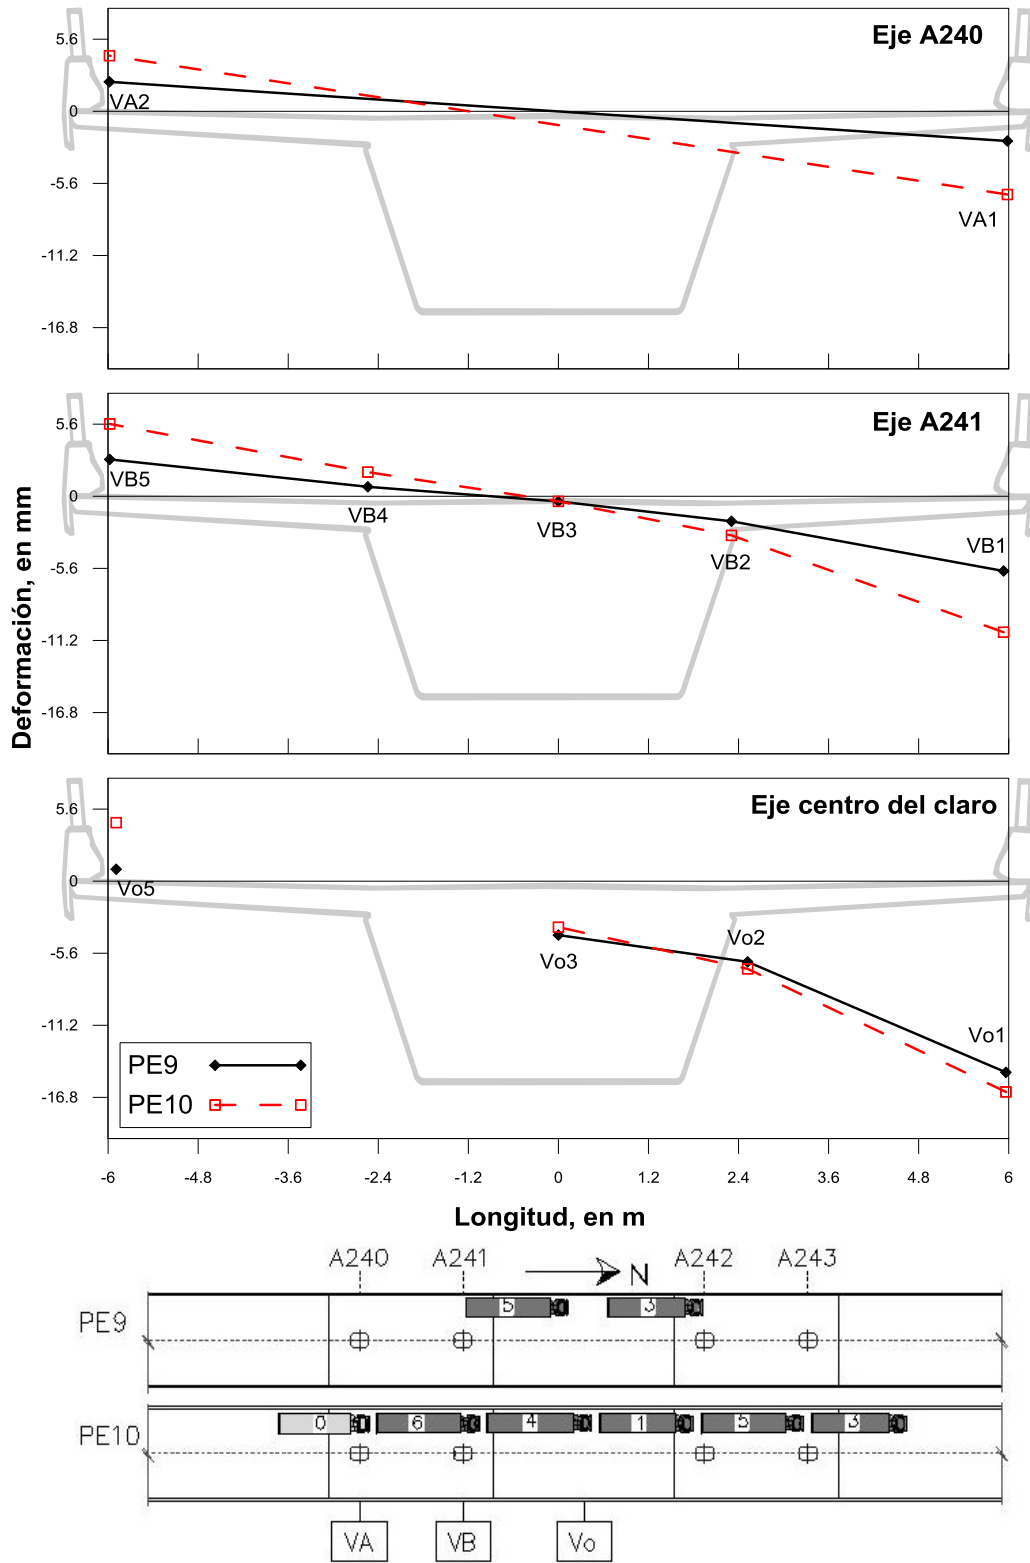 Eje A240
5.6
0
-5.6
-11.2
-16.8
VA2
VA1
Eje A241
5.6
0
-5.6
-11.2
-16.8
VB5
VB4
VB3
VB2
VB1
Deformación, en mm
Eje centro del claro
5.6
0
-5.6
-11.2
-16.8
Vo5
Vo3
Vo2
Vo1
PE9
PE10
-6 -4.8 -3.6 -2.4 -1.2 0 1.2 2.4 3.6 4.8 6
Longitud, en m
A240 A241 N A242 A243
PE9 5 3
PE10 0 6 4 1 5 3
VA VB Vo